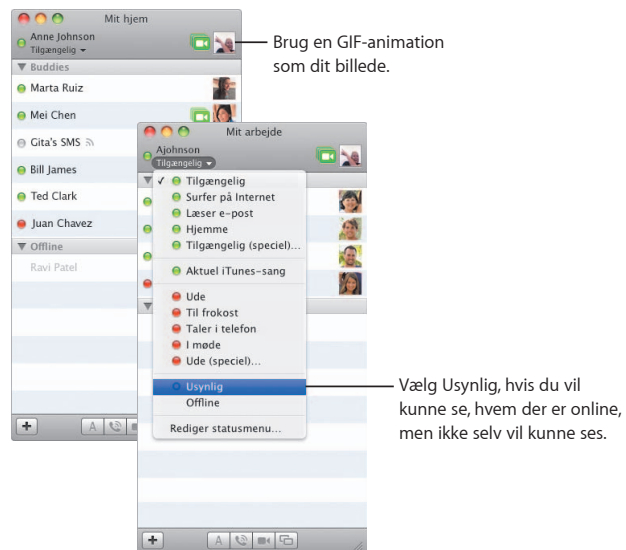 Mit hjem
Anne Johnson
Tilgængelig
Buddies
Marta Ruiz
Mei Chen
Gita's SMS
Bill James
Ted Clark
Juan Chavez
Offline
Ravi Patel
A
Brug en GIF-animation
som dit billede.
Mit arbejde
Ajohnson
Tilgængelig
✓ Tilgængelig
Surfer på Internet
Læser e-post
Hjemme
Tilgængelig (speciel)...
Aktuel iTunes-sang
Ude
Til frokost
Taler i telefon
I møde
Ude (speciel)...
Usynlig
Offline
Rediger statusmenu...
A
Vælg Usynlig, hvis du vil
kunne se, hvem der er online,
men ikke selv vil kunne ses.